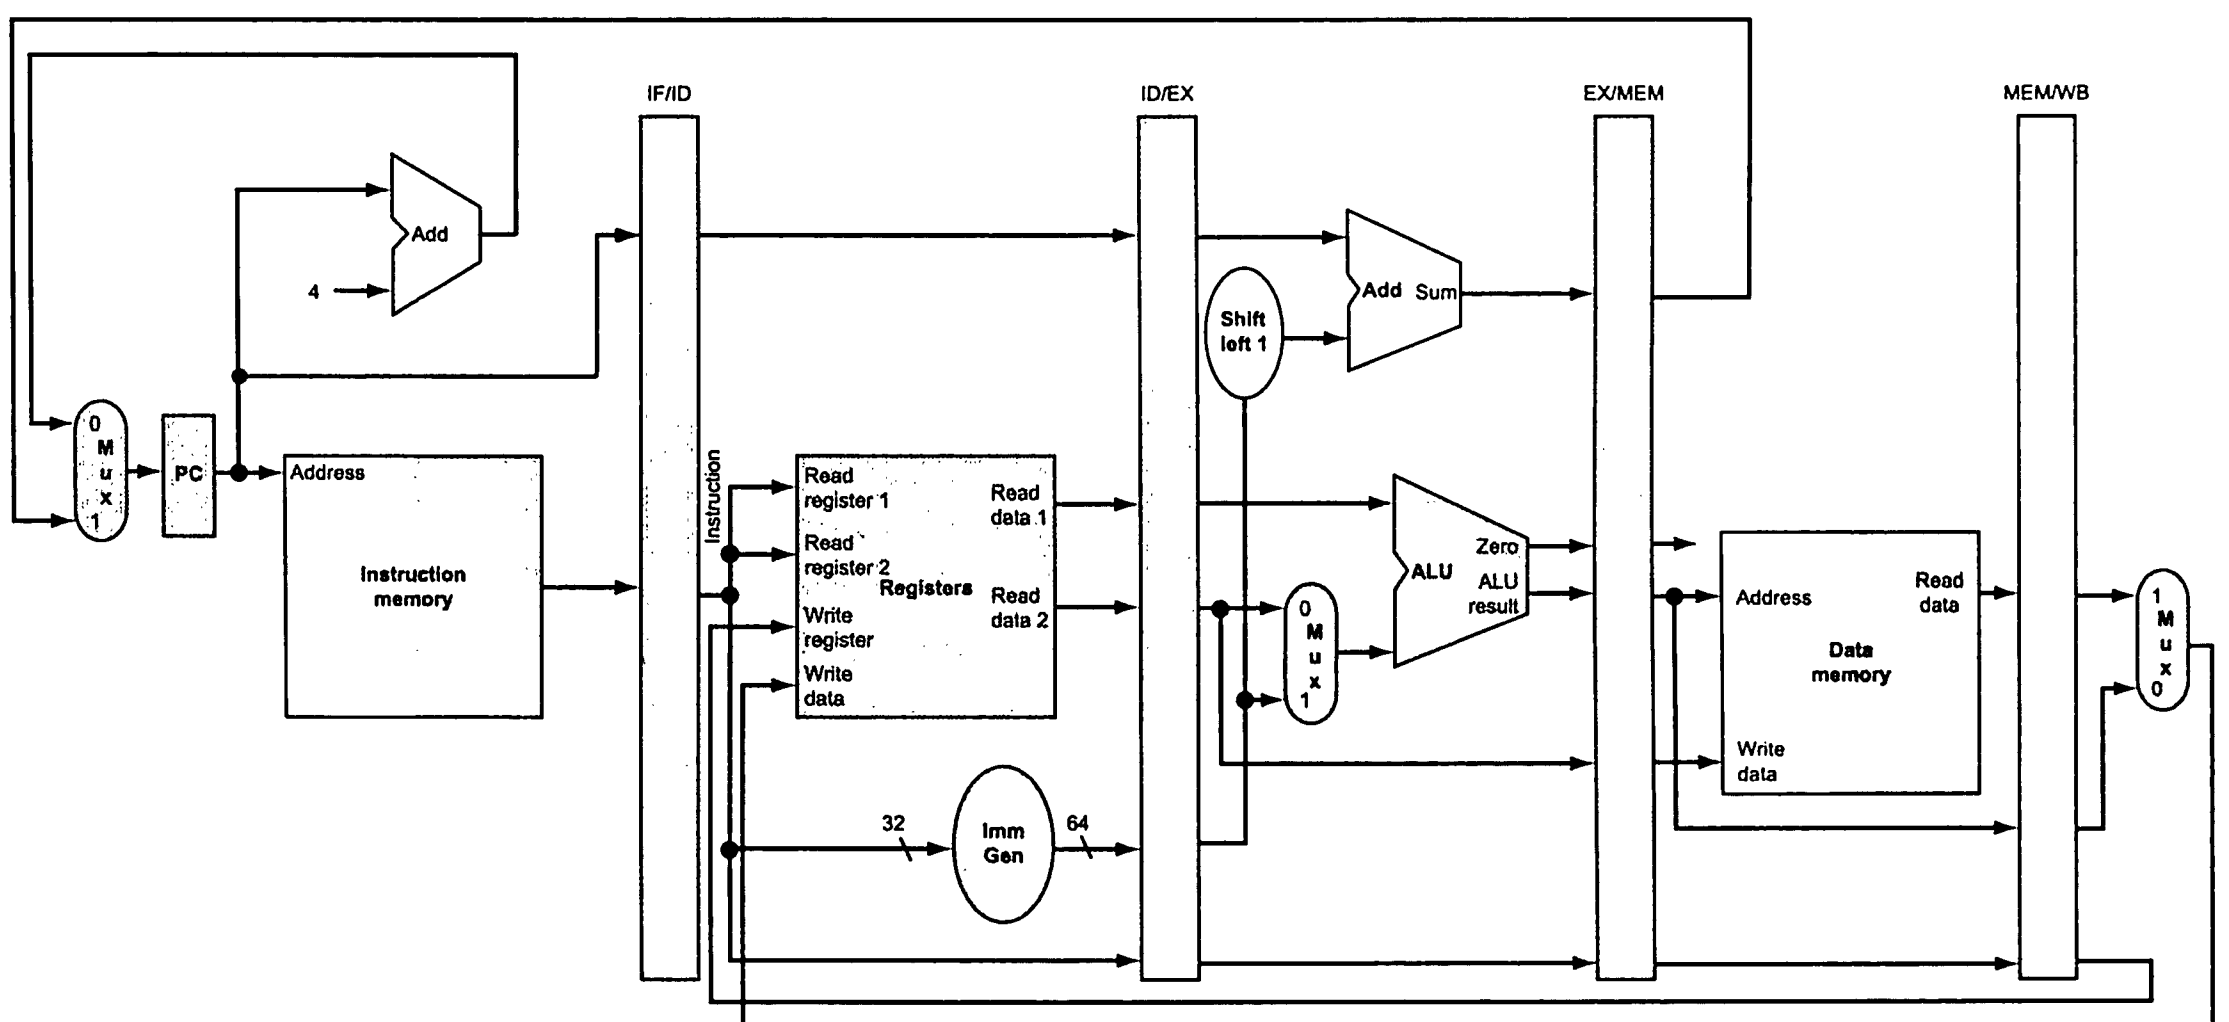 IF/ID
ID/EX
EX/MEM
MEM/WB
Add
4
Add Sum
Shift
left 1
0
M
u
x
1
PC
Address
Instruction
memory
Instruction
Read
register 1
Read
register 2
Write
register
Write
data
Registers
Read
data 1
Read
data 2
32
Imm
Gen
64
0
M
u
x
1
ALU
Zero
ALU
result
Address
Read
data
Data
memory
Write
data
1
M
u
x
0